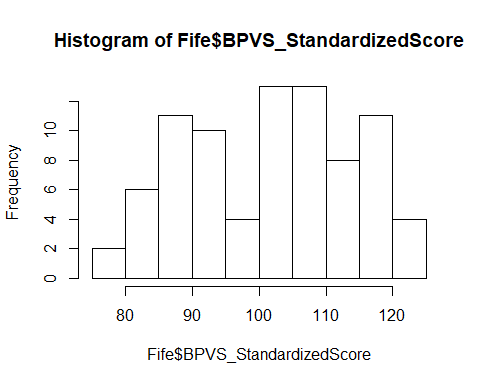 Histogram of Fife$BPVS_StandardizedScore
Frequency
0 2 4 6 8 10
80 90 100 110 120
Fife$BPVS_StandardizedScore